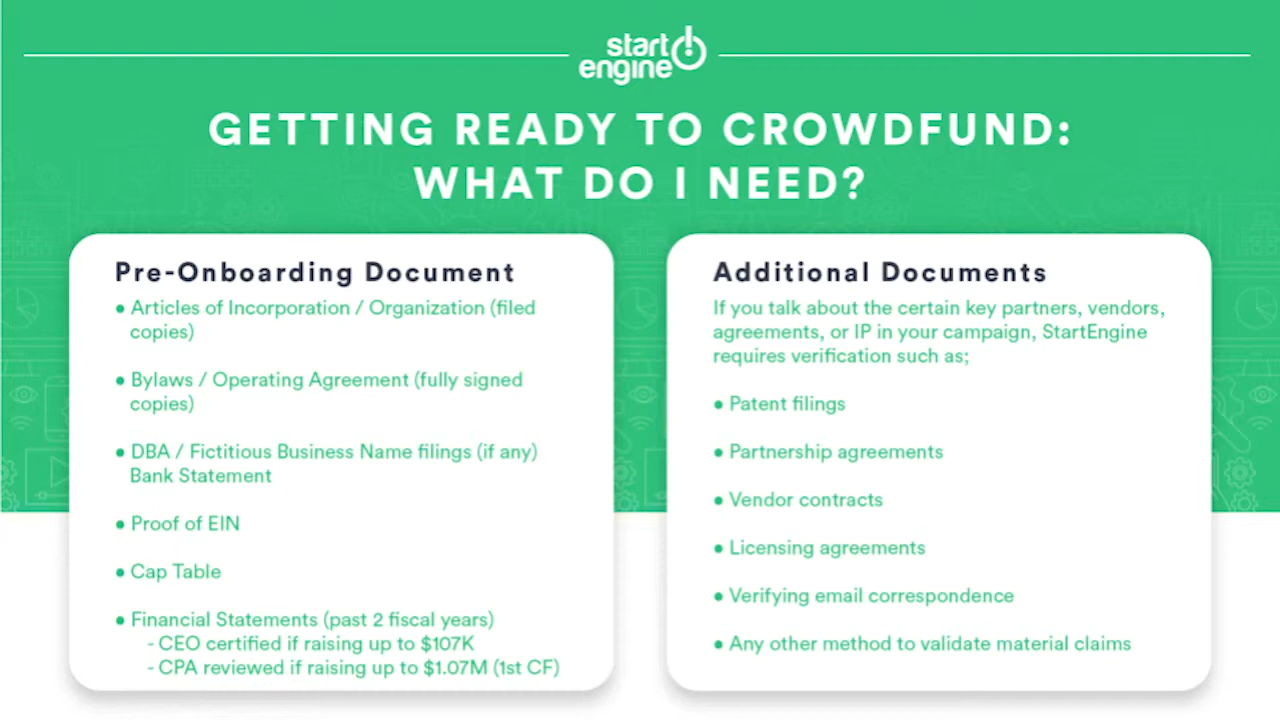 start
engine
GETTING READY TO CROWDFUND:
WHAT DO I NEED?
Pre-Onboarding Document
• Articles of Incorporation / Organization (filed
copies)
• Bylaws / Operating Agreement (fully signed
copies)
• DBA / Fictitious Business Name filings (if any)
Bank Statement
• Proof of EIN
• Cap Table
• Financial Statements (past 2 fiscal years)
- CEO certified if raising up to $107K
- CPA reviewed if raising up to $1.07M (1st CF)
Additional Documents
If you talk about the certain key partners, vendors,
agreements, or IP in your campaign, StartEngine
requires verification such as;
• Patent filings
• Partnership agreements
• Vendor contracts
• Licensing agreements
• Verifying email correspondence
• Any other method to validate material claims